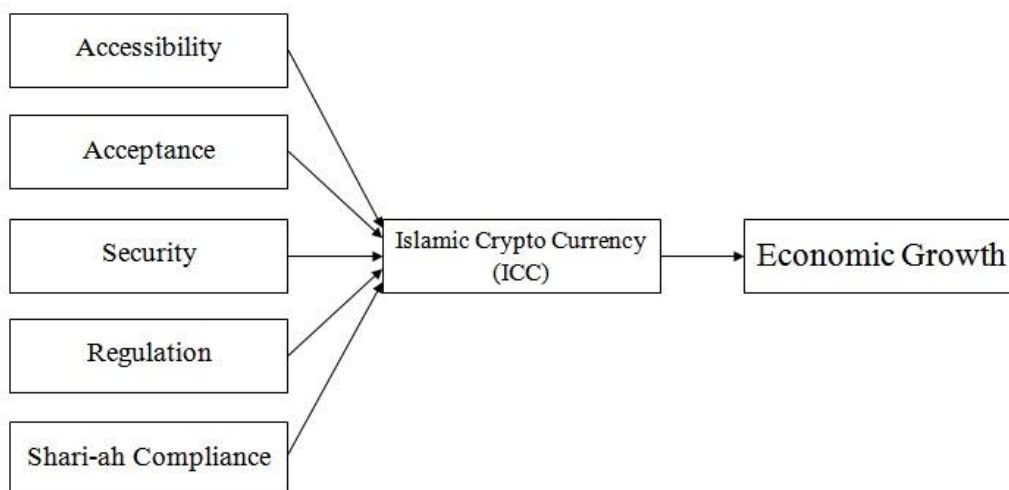 Accessibility
Acceptance
Security
Regulation
Shari-ah Compliance
Islamic Crypto Currency
(ICC)
Economic Growth